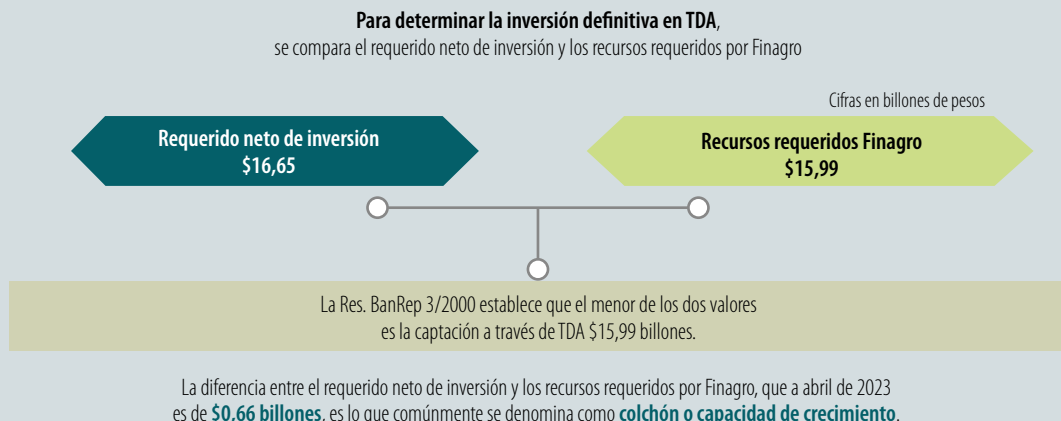 Para determinar la inversión definitiva en TDA,
se compara el requerido neto de inversión y los recursos requeridos por Finagro
Cifras en billones de pesos
Requerido neto de inversión
$16,65
Recursos requeridos Finagro
$15,99
La Res. BanRep 3/2000 establece que el menor de los dos valores
es la captación a través de TDA $15,99 billones.
La diferencia entre el requerido neto de inversión y los recursos requeridos por Finagro, que a abril de 2023
es de $0,66 billones, es lo que comúnmente se denomina como colchón o capacidad de crecimiento.